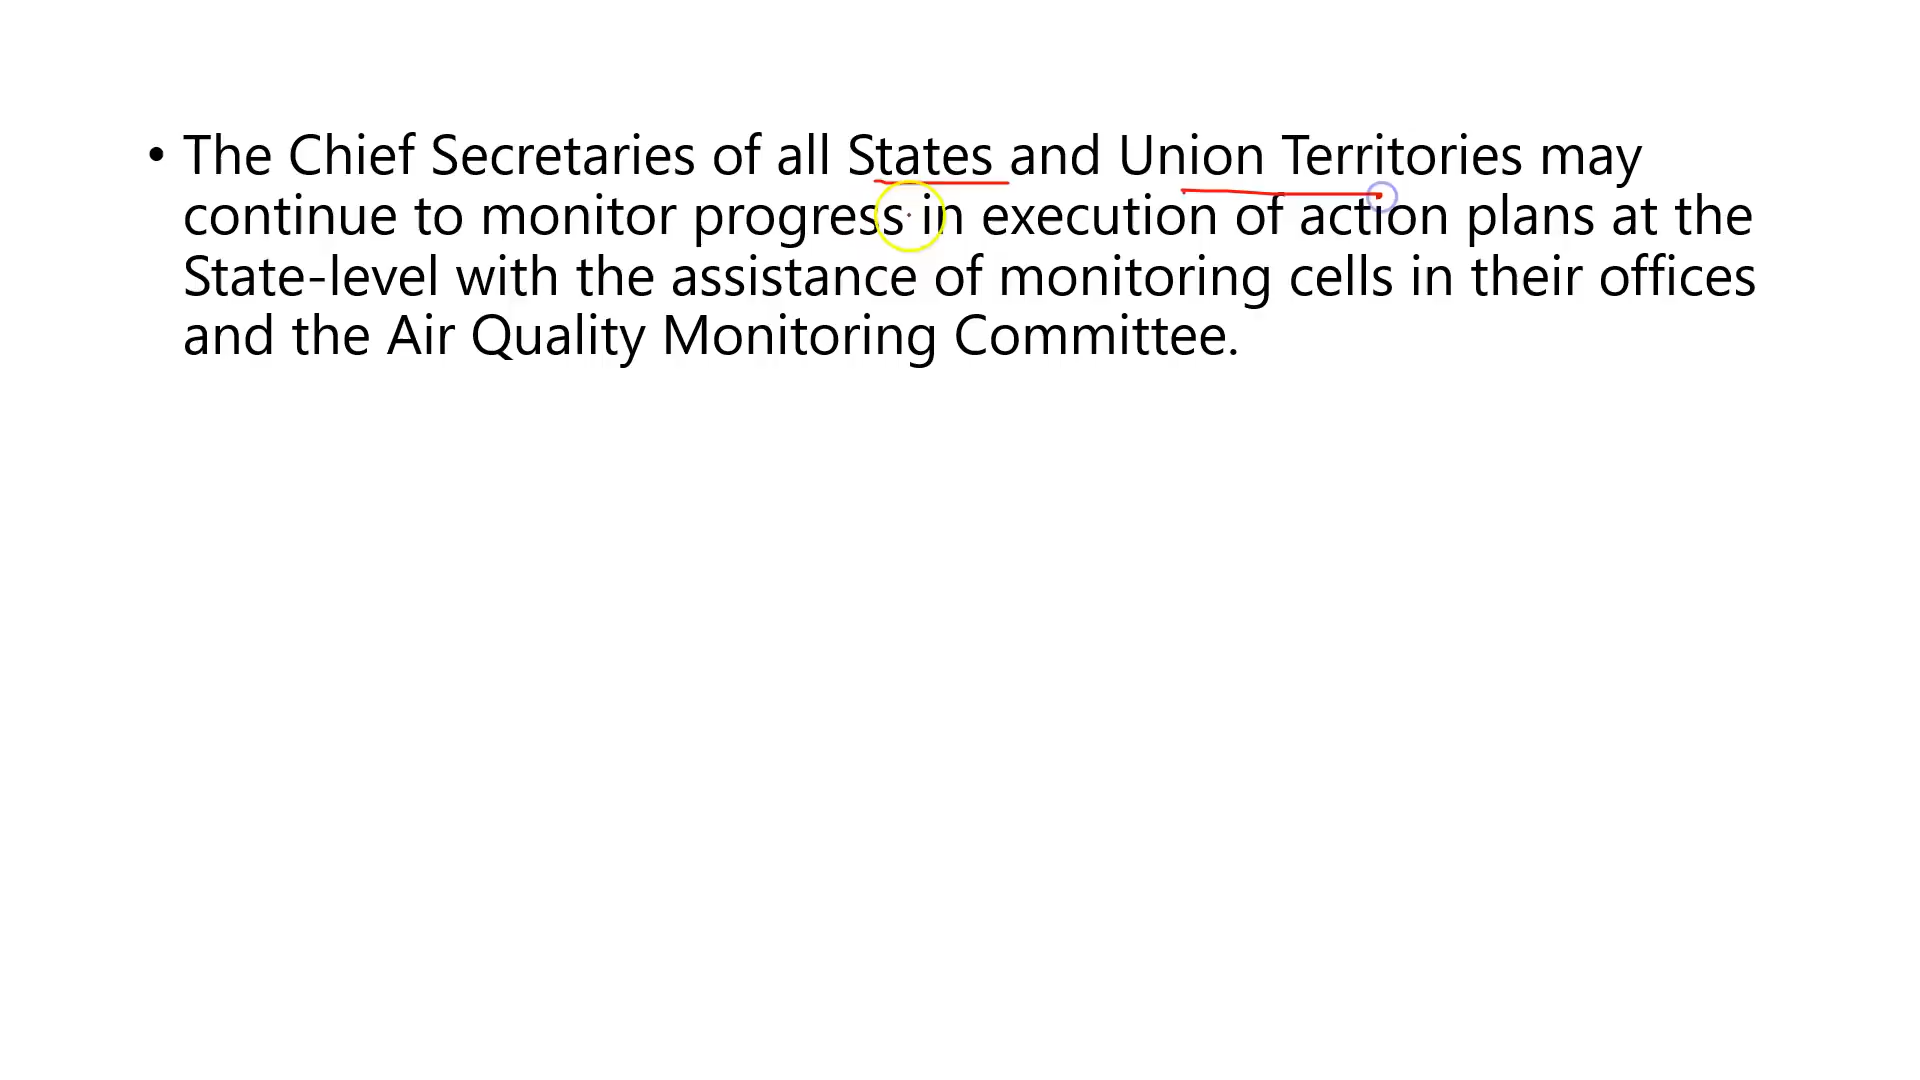 • The Chief Secretaries of all States and Union Territories may
continue to monitor progress in execution of action plans at the
State-level with the assistance of monitoring cells in their offices
and the Air Quality Monitoring Committee.